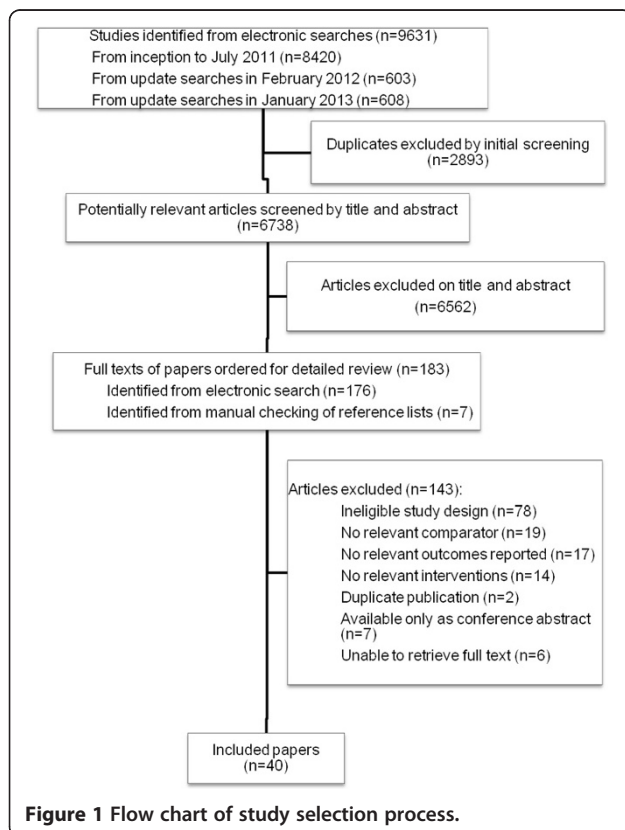 Studies identified from electronic searches (n=9631)
From inception to July 2011 (n=8420)
From update searches in February 2012 (n=603)
From update searches in January 2013 (n=608)
Duplicates excluded by initial screening
(n=2893)
Potentially relevant articles screened by title and abstract
(n=6738)
Articles excluded on title and abstract
(n=6562)
Full texts of papers ordered for detailed review (n=183)
Identified from electronic search (n=176)
Identified from manual checking of reference lists (n=7)
Articles excluded (n=143):
Ineligible study design (n=78)
No relevant comparator (n=19)
No relevant outcomes reported (n=17)
No relevant interventions (n=14)
Duplicate publication (n=2)
Available only as conference abstract
(n=7)
Unable to retrieve full text (n=6)
Included papers
(n=40)
Figure 1 Flow chart of study selection process.